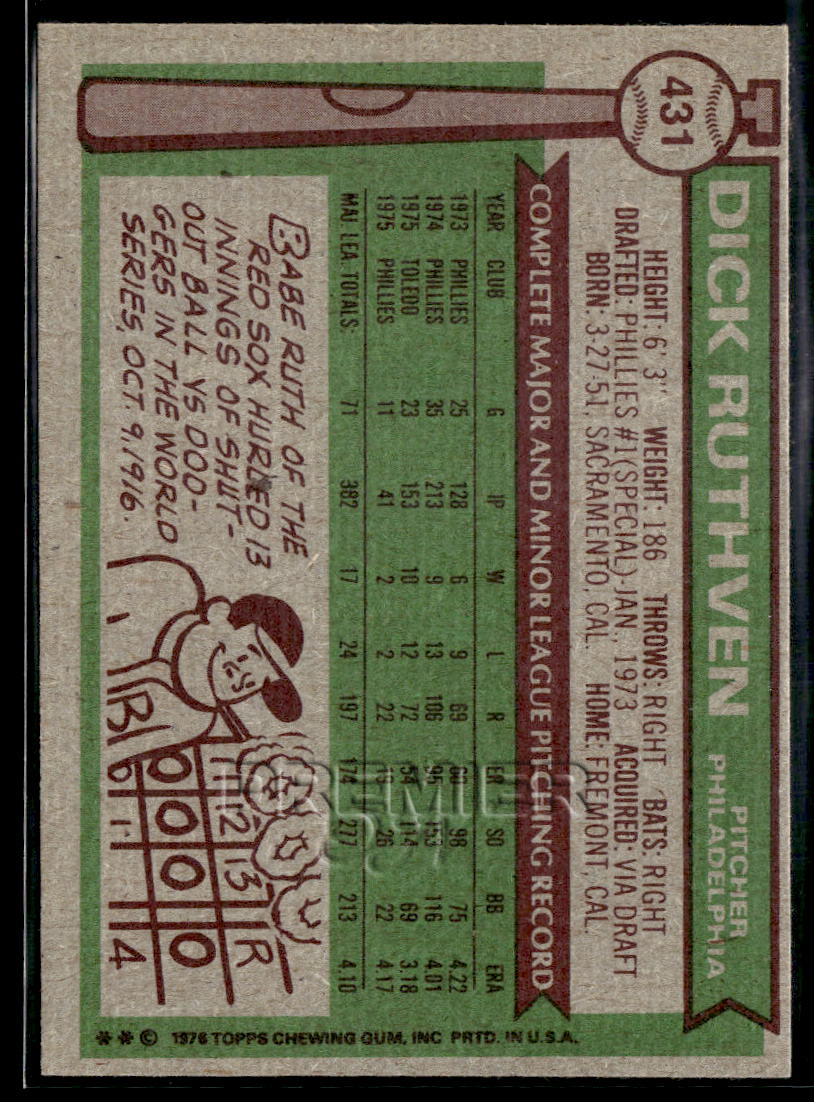 431
DICK RUTHVEN
PITCHER
PHILADELPHIA
HEIGHT: 6' 3" WEIGHT: 186 THROWS: RIGHT BATS: RIGHT
DRAFTED: PHILLIES #1(SPECIAL)-JAN., 1973 ACQUIRED: VIA DRAFT
BORN: 3-27-51, SACRAMENTO, CAL. HOME: FREMONT, CAL.
COMPLETE MAJOR AND MINOR LEAGUE PITCHING RECORD
YEAR CLUB G IP W L R ER SO BB ERA
1973 PHILLIES 25 128 6 9 69 60 98 75 4.22
1974 PHILLIES 35 213 9 13 106 95 153 116 4.01
1975 TOLEDO 23 153 10 12 72 54 114 69 3.18
1975 PHILLIES 11 41 2 2 22 19 26 22 4.17
MAJ. LEA. TOTALS: 71 382 17 24 197 174 277 213 4.10
BABE RUTH OF THE
RED SOX HURLED 13
INNINGS OF SHUT-
OUT BALL VS DOD-
GERS IN THE WORLD
SERIES, OCT. 9, 1916.
B
11 12 13 R
0 0 0 0
0 1 4
PREMIER
** © 1976 TOPPS CHEWING GUM, INC PRTD. IN U.S.A.